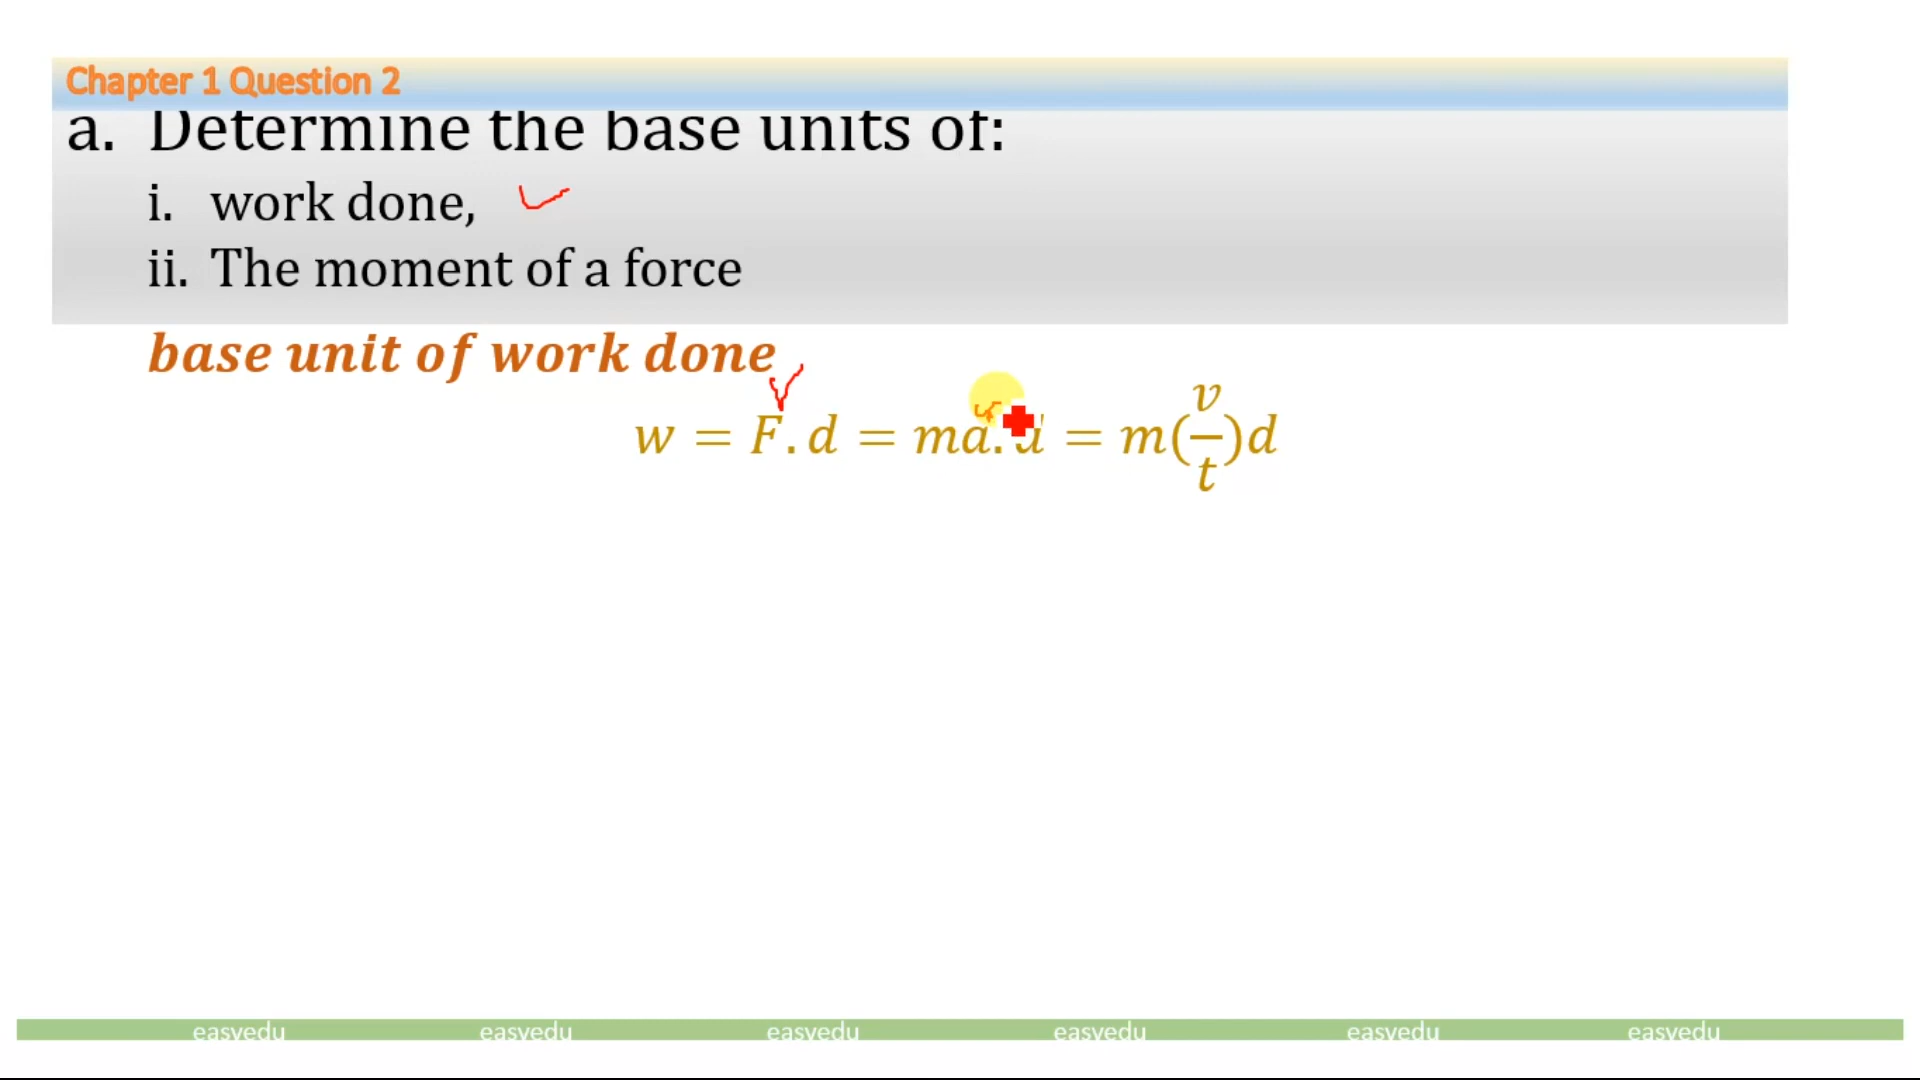 Chapter 1 Question 2
a. Determine the base units of:
i. work done,
ii. The moment of a force
base unit of work done
w = F.d = ma.d = m(v/t)d
easyedu easyedu easyedu easyedu easyedu easyedu